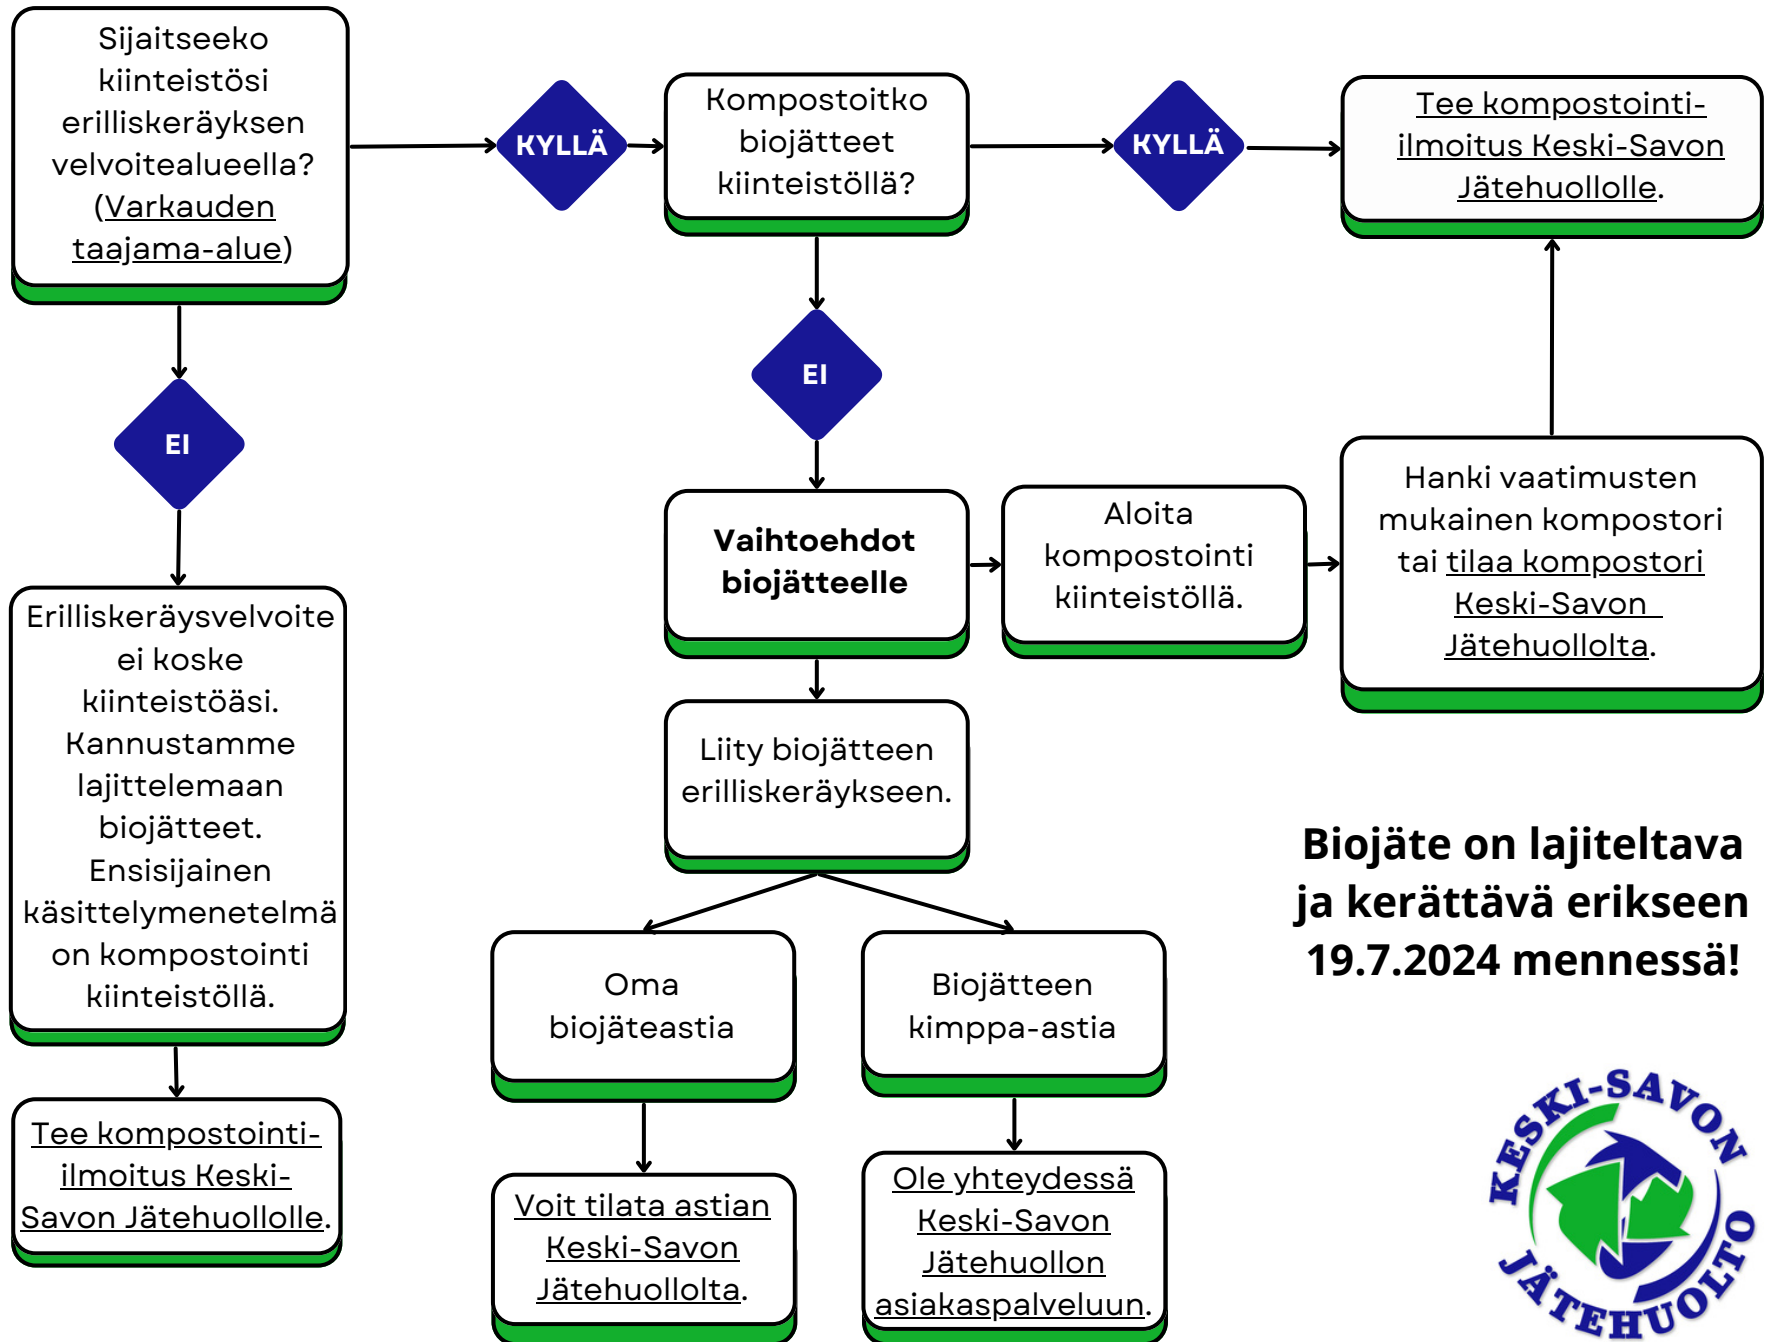 Sijaitseeko
kiinteistösi
erilliskeräyksen
velvoitealueella?
(Varkauden
taajama-alue)
KYLLÄ
Kompostoitko
biojätteet
kiinteistöllä?
KYLLÄ
Tee kompostointi-
ilmoitus Keski-Savon
Jätehuollolle.
EI
EI
Vaihtoehdot
biojätteelle
Aloita
kompostointi
kiinteistöllä.
Hanki vaatimusten
mukainen kompostori
tai tilaa kompostori
Keski-Savon
Jätehuollolta.
Erilliskeräysvelvoite
ei koske
kiinteistöäsi.
Kannustamme
lajittelemaan
biojätteet.
Ensisijainen
käsittelymenetelmä
on kompostointi
kiinteistöllä.
Liity biojätteen
erilliskeräykseen.
Biojäte on lajiteltava
ja kerättävä erikseen
19.7.2024 mennessä!
Oma
biojäteastia
Biojätteen
kimppa-astia
Tee kompostointi-
ilmoitus Keski-
Savon Jätehuollolle.
Voit tilata astian
Keski-Savon
Jätehuollolta.
Ole yhteydessä
Keski-Savon
Jätehuollon
asiakaspalveluun.
KESKI-SAVON
JÄTEHUOLTO